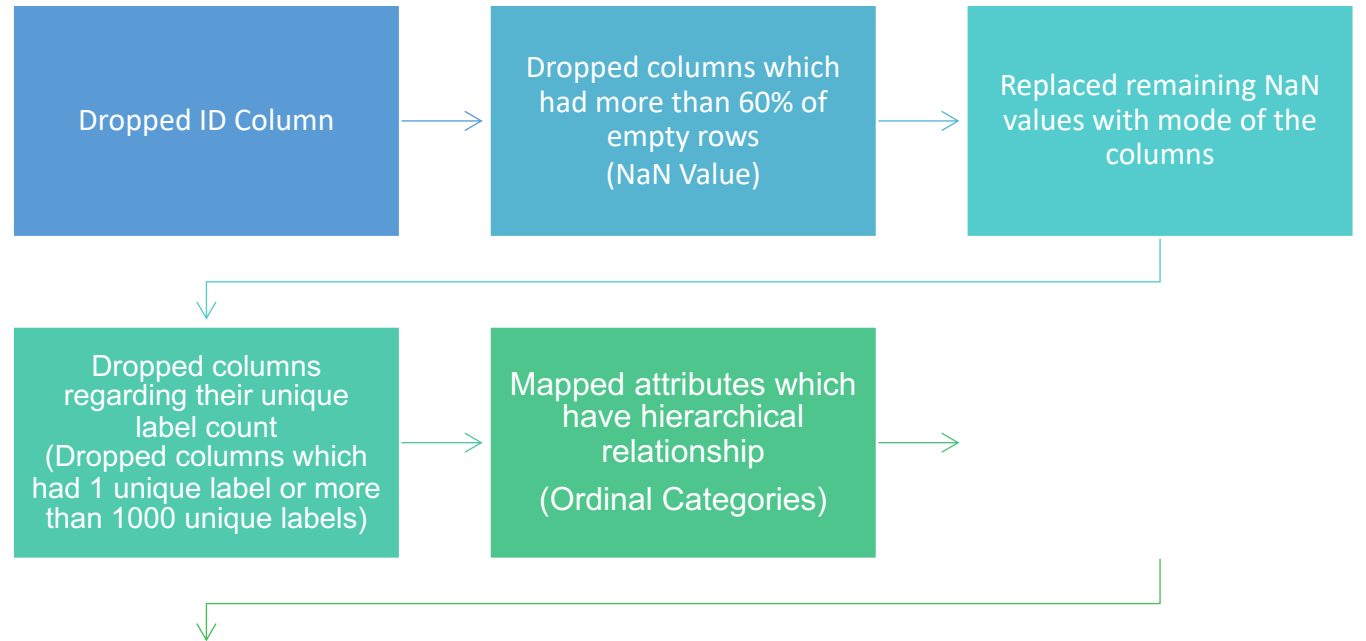 Dropped ID Column
Dropped columns which
had more than 60% of
empty rows
(NaN Value)
Replaced remaining NaN
values with mode of the
columns
Dropped columns
regarding their unique
label count
(Dropped columns which
had 1 unique label or more
than 1000 unique labels)
Mapped attributes which
have hierarchical
relationship
(Ordinal Categories)